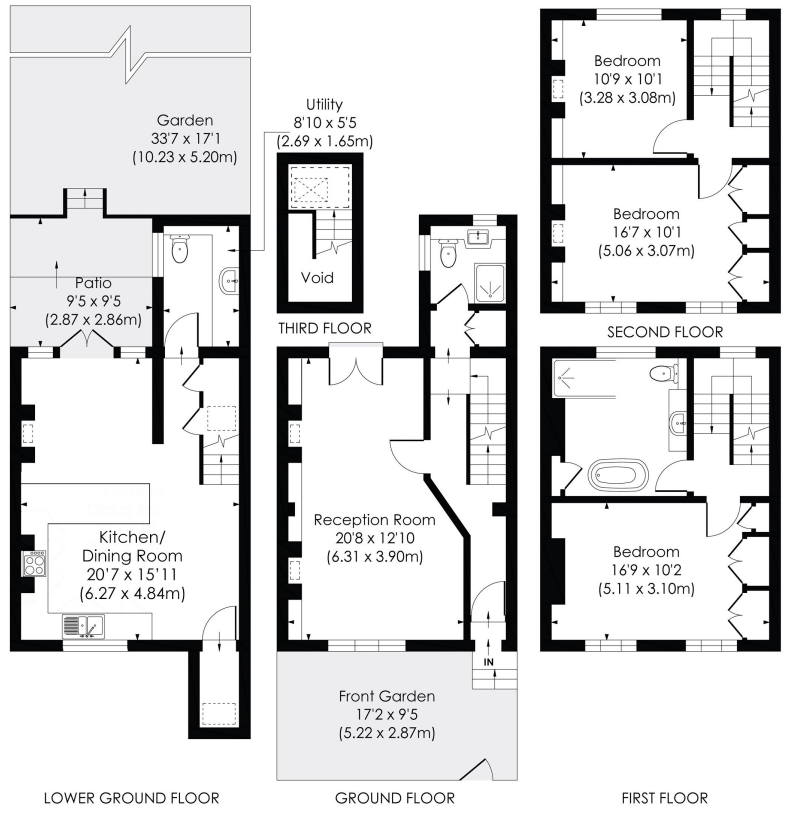 Garden
33'7 x 17'1
(10.23 x 5.20m)
Utility
8'10 x 5'5
(2.69 x 1.65m)
Void
THIRD FLOOR
Patio
9'5 x 9'5
(2.87 x 2.86m)
Kitchen/
Dining Room
20'7 x 15'11
(6.27 x 4.84m)
LOWER GROUND FLOOR
Reception Room
20'8 x 12'10
(6.31 x 3.90m)
IN
Front Garden
17'2 x 9'5
(5.22 x 2.87m)
GROUND FLOOR
Bedroom
10'9 x 10'1
(3.28 x 3.08m)
Bedroom
16'7 x 10'1
(5.06 x 3.07m)
SECOND FLOOR
Bedroom
16'9 x 10'2
(5.11 x 3.10m)
FIRST FLOOR